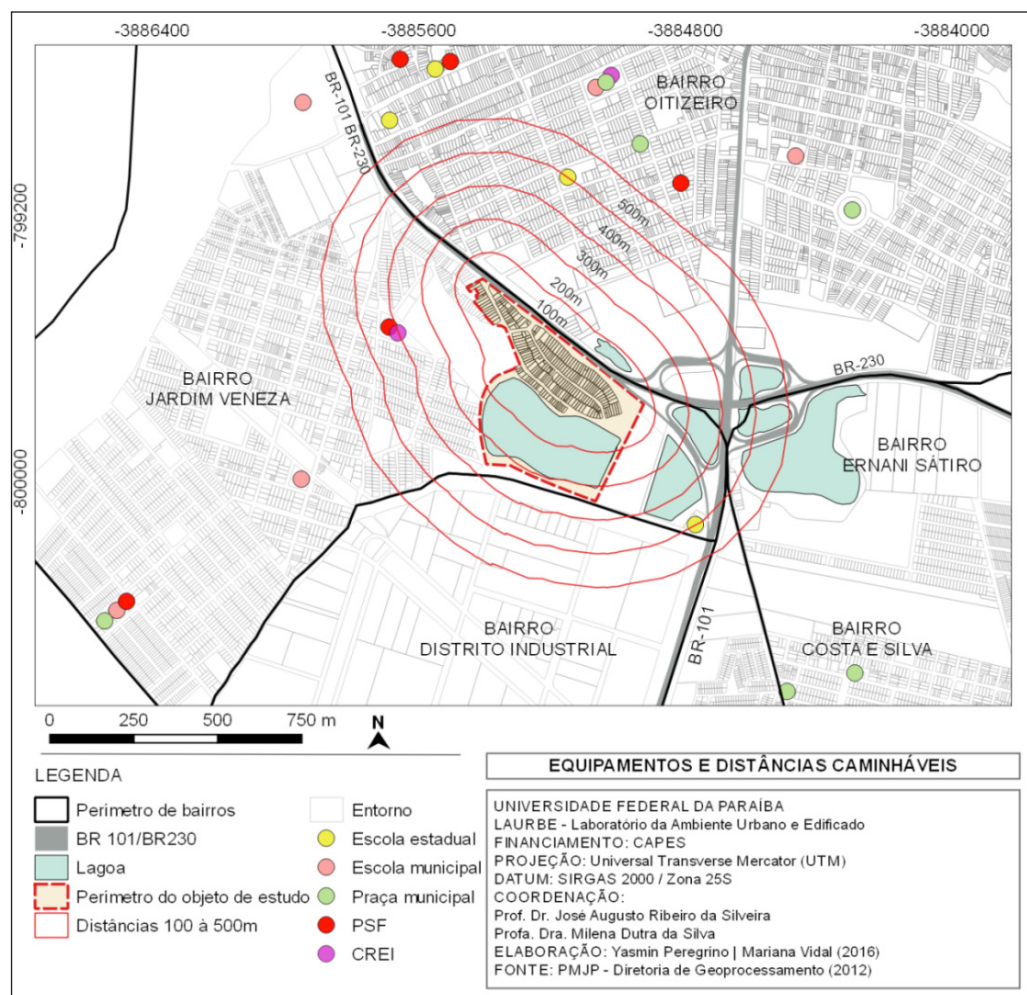 -3886400 -3885600 -3884800 -3884000
-799200
-800000
BR-101 BR-230
BAIRRO
OITIZEIRO
500m
400m
300m
200m
100m
BR-230
BAIRRO
JARDIM VENEZA
BAIRRO
ERNANI SÁTIRO
BAIRRO
DISTRITO INDUSTRIAL
BR-101
BAIRRO
COSTA E SILVA
0 250 500 750 m
N
LEGENDA
Perimetro de bairros
BR 101/BR230
Lagoa
Perimetro do objeto de estudo
Distâncias 100 à 500m
Entorno
Escola estadual
Escola municipal
Praça municipal
PSF
CREI
EQUIPAMENTOS E DISTÂNCIAS CAMINHÁVEIS
UNIVERSIDADE FEDERAL DA PARAÍBA
LAURBE - Laboratório da Ambiente Urbano e Edificado
FINANCIAMENTO: CAPES
PROJEÇÃO: Universal Transverse Mercator (UTM)
DATUM: SIRGAS 2000 / Zona 25S
COORDENAÇÃO:
Prof. Dr. José Augusto Ribeiro da Silveira
Profa. Dra. Milena Dutra da Silva
ELABORAÇÃO: Yasmin Peregrino | Mariana Vidal (2016)
FONTE: PMJP - Diretoria de Geoprocessamento (2012)